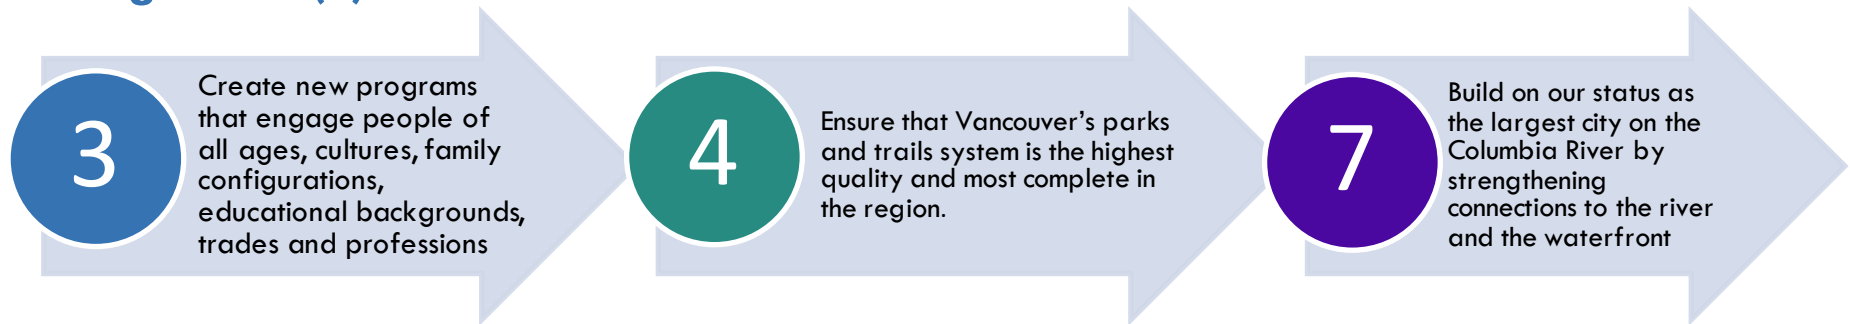 3
Create new programs
that engage people of
all ages, cultures, family
configurations,
educational backgrounds,
trades and professions
4
Ensure that Vancouver's parks
and trails system is the highest
quality and most complete in
the region.
7
Build on our status as
the largest city on the
Columbia River by
strengthening
connections to the river
and the waterfront